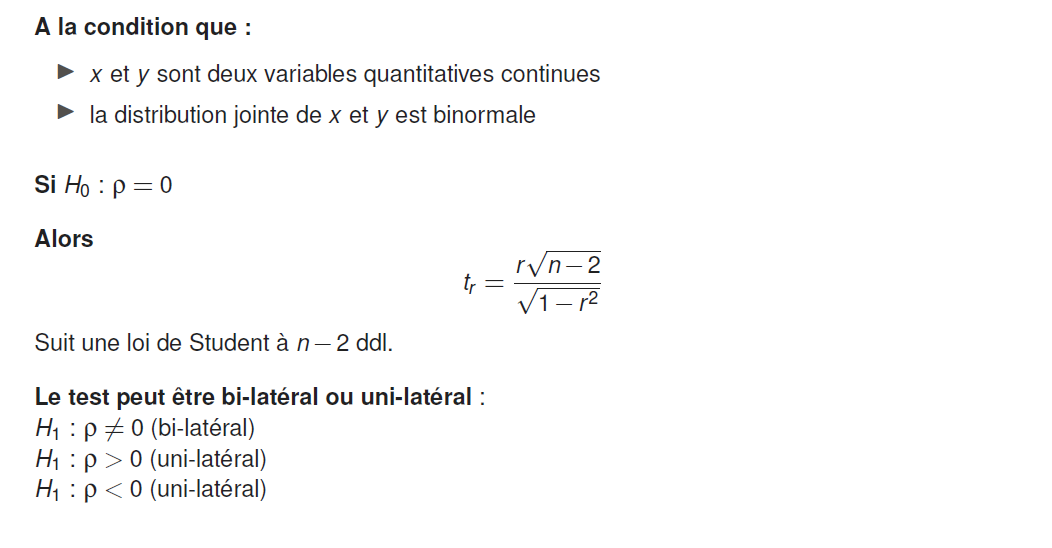 A la condition que :
▶ x et y sont deux variables quantitatives continues
▶ la distribution jointe de x et y est binormale
Si H₀ : ρ = 0
Alors
tᵣ = r√(n − 2) / √(1 − r²)
Suit une loi de Student à n − 2 ddl.
Le test peut être bi-latéral ou uni-latéral :
H₁ : ρ ≠ 0 (bi-latéral)
H₁ : ρ > 0 (uni-latéral)
H₁ : ρ < 0 (uni-latéral)